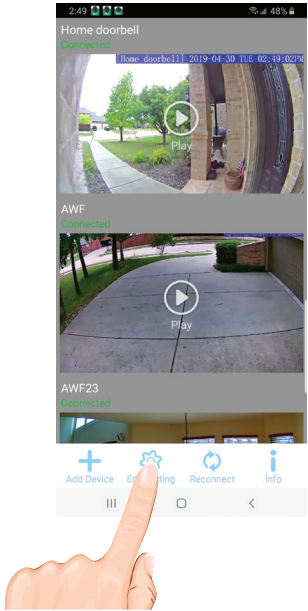 2:49 48%
Home doorbell
Connected
[Home doorbell] 2019-04-30 TUE 02:49:02PM
Play
AWF
Connected
Play
AWF23
Connected
Add Device Reconnect Info